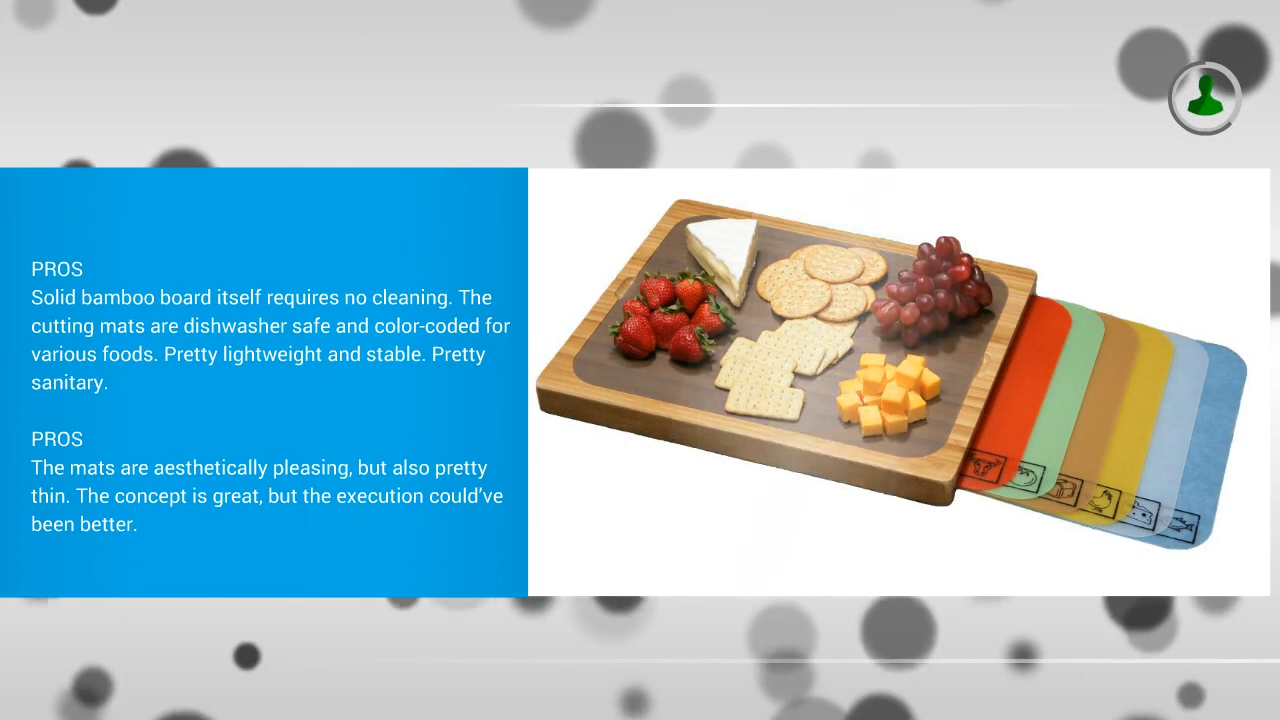 PROS
Solid bamboo board itself requires no cleaning. The
cutting mats are dishwasher safe and color-coded for
various foods. Pretty lightweight and stable. Pretty
sanitary.
PROS
The mats are aesthetically pleasing, but also pretty
thin. The concept is great, but the execution could’ve
been better.